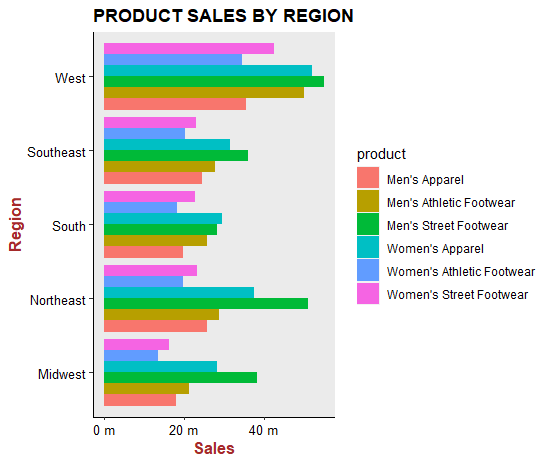 PRODUCT SALES BY REGION
West
Southeast
South
Northeast
Midwest
Region
0 m
20 m
40 m
Sales
product
Men's Apparel
Men's Athletic Footwear
Men's Street Footwear
Women's Apparel
Women's Athletic Footwear
Women's Street Footwear